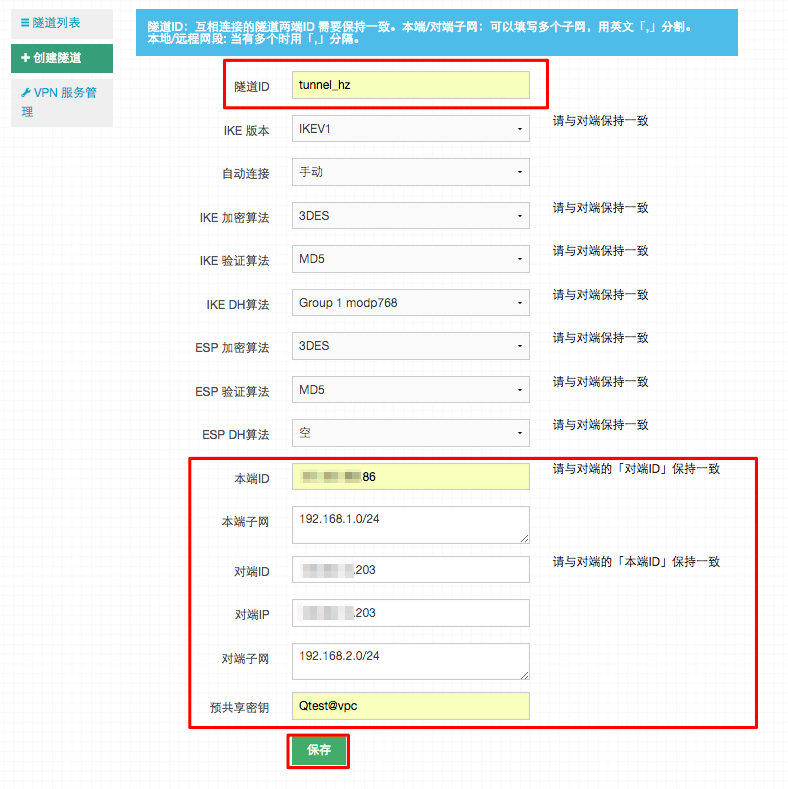 隧道列表
创建隧道
VPN 服务管
理
隧道ID：互相连接的隧道两端ID 需要保持一致。本端/对端子网：可以填写多个子网，用英文「,」分割。
本地/远程网段: 当有多个时用「,」分隔。
隧道ID tunnel_hz
IKE 版本 IKEV1 请与对端保持一致
自动连接 手动
IKE 加密算法 3DES 请与对端保持一致
IKE 验证算法 MD5 请与对端保持一致
IKE DH算法 Group 1 modp768 请与对端保持一致
ESP 加密算法 3DES 请与对端保持一致
ESP 验证算法 MD5 请与对端保持一致
ESP DH算法 空 请与对端保持一致
本端ID 86 请与对端的「对端ID」保持一致
本端子网 192.168.1.0/24
对端ID .203 请与对端的「本端ID」保持一致
对端IP .203
对端子网 192.168.2.0/24
预共享密钥 Qtest@vpc
保存